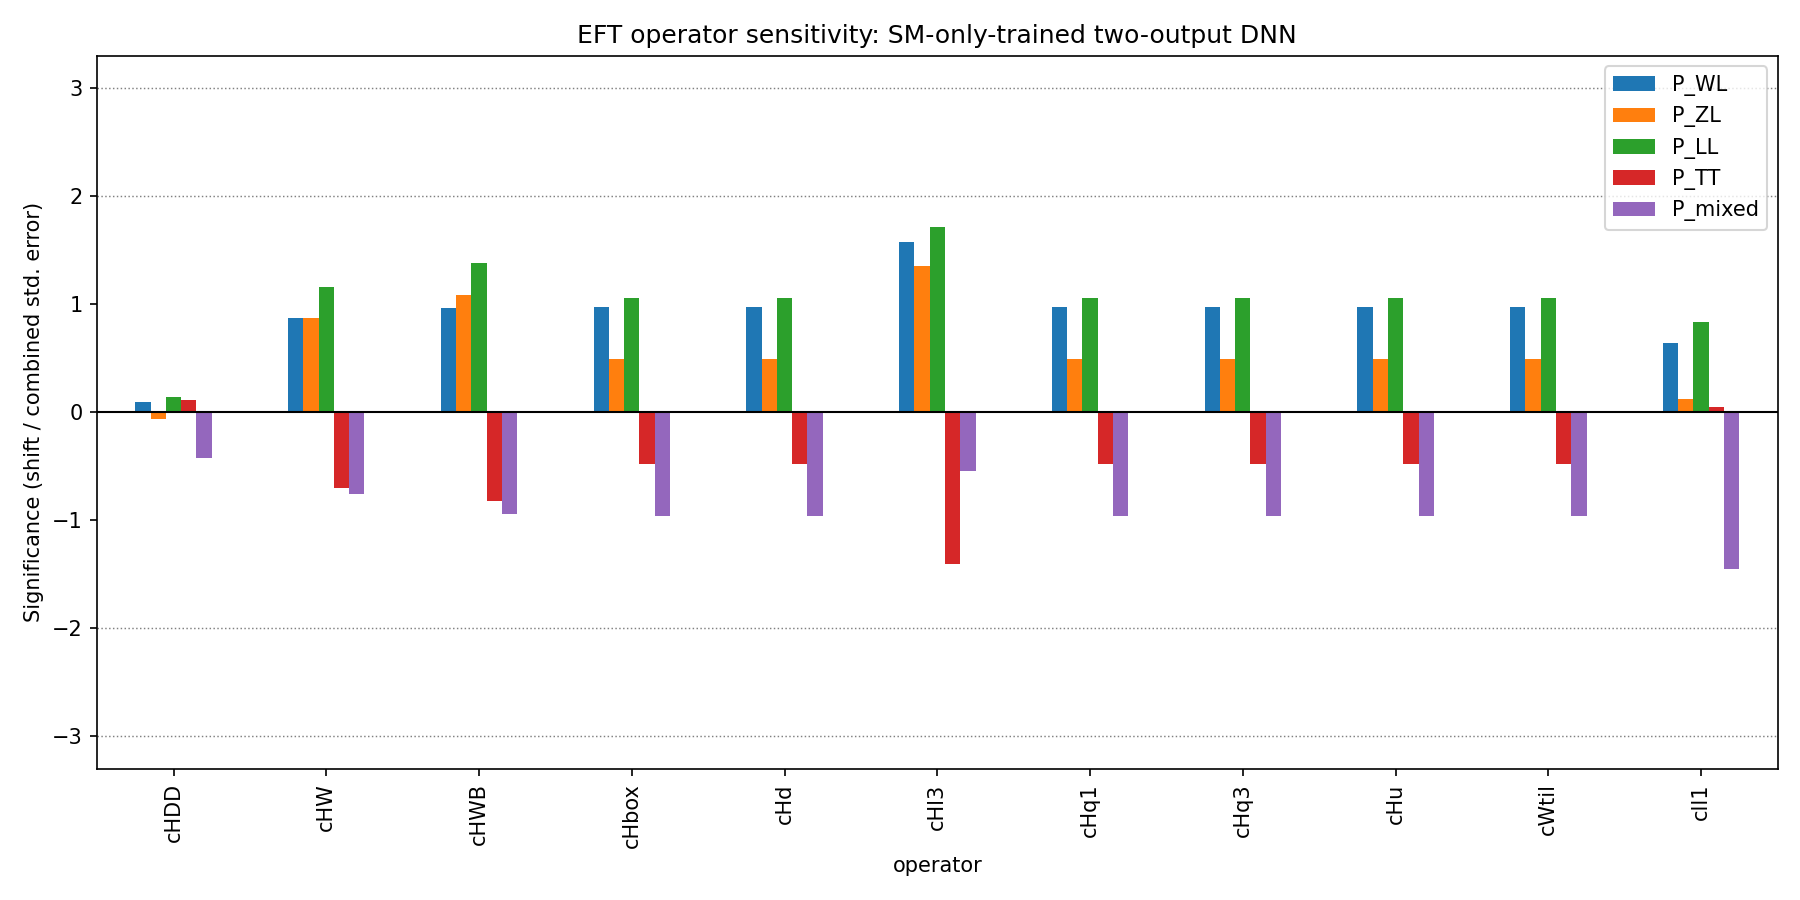 EFT operator sensitivity: SM-only-trained two-output DNN
P_WL
P_ZL
P_LL
P_TT
P_mixed
Significance (shift / combined std. error)
3
2
1
0
−1
−2
−3
cHDD
cHW
cHWB
cHbox
cHd
cHl3
cHq1
cHq3
cHu
cWtil
cll1
operator